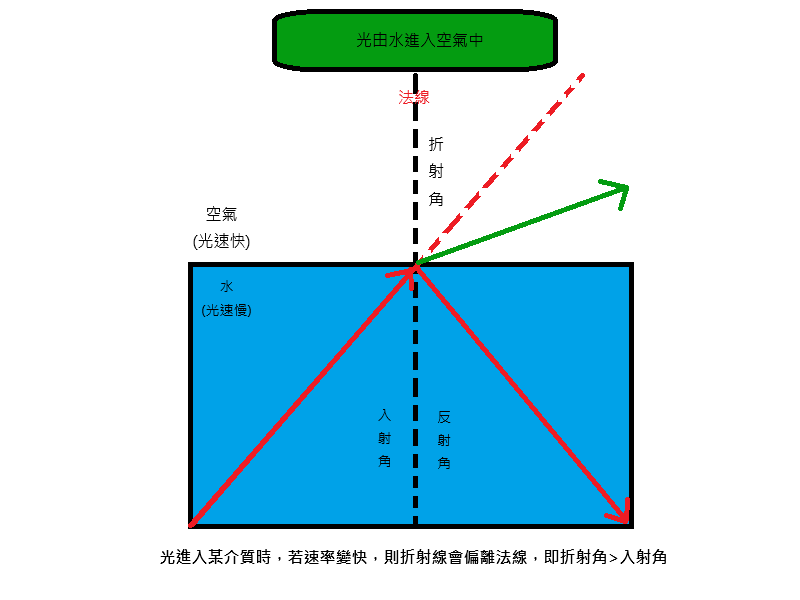 光由水進入空氣中
法線
折射角
空氣
(光速快)
水
(光速慢)
入射角
反射角
光進入某介質時，若速率變快，則折射線會偏離法線，即折射角>入射角